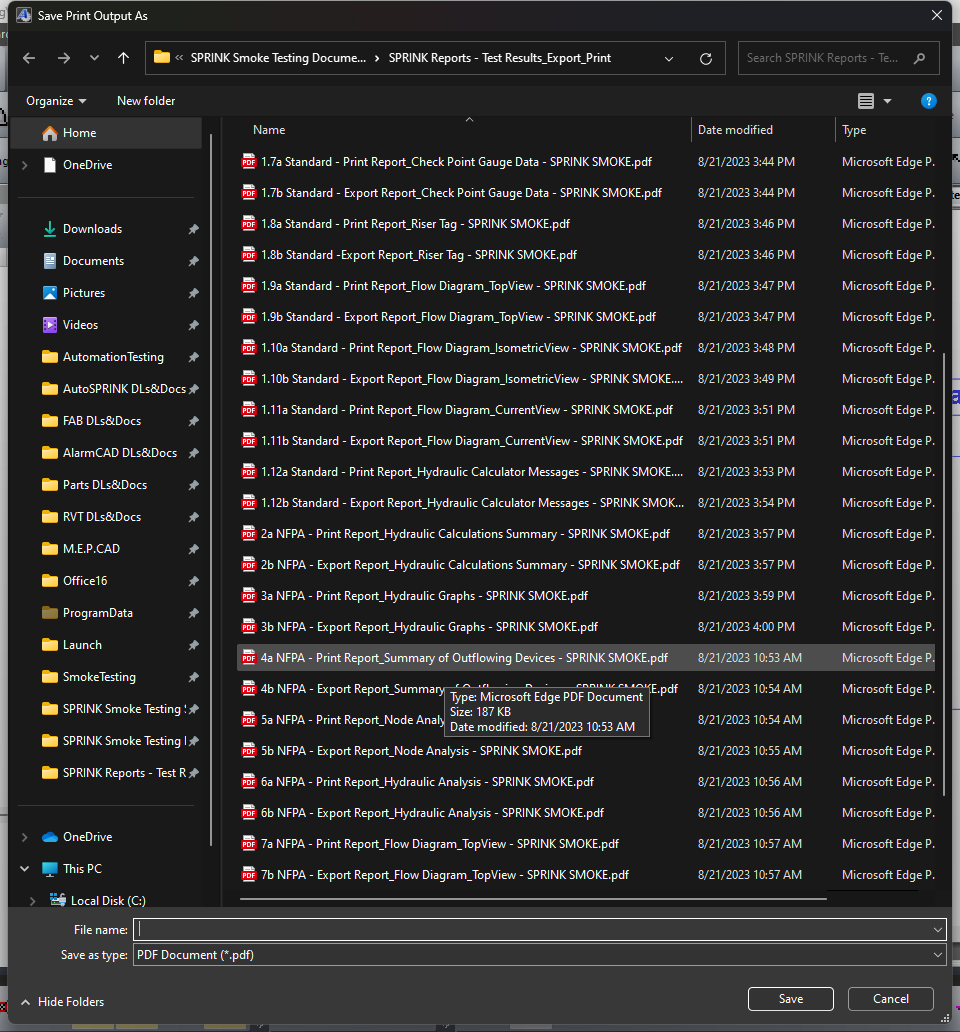 Save Print Output As
« SPRINK Smoke Testing Docume... › SPRINK Reports - Test Results_Export_Print
Search SPRINK Reports - Te...
Organize
New folder
Home
OneDrive
Downloads
Documents
Pictures
Videos
AutomationTesting
AutoSPRINK DLs&Docs
FAB DLs&Docs
AlarmCAD DLs&Docs
Parts DLs&Docs
RVT DLs&Docs
M.E.P.CAD
Office16
ProgramData
Launch
SmokeTesting
SPRINK Smoke Testing
SPRINK Smoke Testing
SPRINK Reports - Test R
OneDrive
This PC
Local Disk (C:)
Name Date modified Type
1.7a Standard - Print Report_Check Point Gauge Data - SPRINK SMOKE.pdf 8/21/2023 3:44 PM Microsoft Edge P.
1.7b Standard - Export Report_Check Point Gauge Data - SPRINK SMOKE.pdf 8/21/2023 3:44 PM Microsoft Edge P.
1.8a Standard - Print Report_Riser Tag - SPRINK SMOKE.pdf 8/21/2023 3:46 PM Microsoft Edge P.
1.8b Standard -Export Report_Riser Tag - SPRINK SMOKE.pdf 8/21/2023 3:46 PM Microsoft Edge P.
1.9a Standard - Print Report_Flow Diagram_TopView - SPRINK SMOKE.pdf 8/21/2023 3:47 PM Microsoft Edge P.
1.9b Standard - Export Report_Flow Diagram_TopView - SPRINK SMOKE.pdf 8/21/2023 3:47 PM Microsoft Edge P.
1.10a Standard - Print Report_Flow Diagram_IsometricView - SPRINK SMOKE.pdf 8/21/2023 3:48 PM Microsoft Edge P.
1.10b Standard - Export Report_Flow Diagram_IsometricView - SPRINK SMOKE.... 8/21/2023 3:49 PM Microsoft Edge P.
1.11a Standard - Print Report_Flow Diagram_CurrentView - SPRINK SMOKE.pdf 8/21/2023 3:51 PM Microsoft Edge P.
1.11b Standard - Export Report_Flow Diagram_CurrentView - SPRINK SMOKE.pdf 8/21/2023 3:51 PM Microsoft Edge P.
1.12a Standard - Print Report_Hydraulic Calculator Messages - SPRINK SMOKE.... 8/21/2023 3:53 PM Microsoft Edge P.
1.12b Standard - Export Report_Hydraulic Calculator Messages - SPRINK SMOK... 8/21/2023 3:54 PM Microsoft Edge P.
2a NFPA - Print Report_Hydraulic Calculations Summary - SPRINK SMOKE.pdf 8/21/2023 3:57 PM Microsoft Edge P.
2b NFPA - Export Report_Hydraulic Calculations Summary - SPRINK SMOKE.pdf 8/21/2023 3:57 PM Microsoft Edge P.
3a NFPA - Print Report_Hydraulic Graphs - SPRINK SMOKE.pdf 8/21/2023 3:59 PM Microsoft Edge P.
3b NFPA - Export Report_Hydraulic Graphs - SPRINK SMOKE.pdf 8/21/2023 4:00 PM Microsoft Edge P.
4a NFPA - Print Report_Summary of Outflowing Devices - SPRINK SMOKE.pdf 8/21/2023 10:53 AM Microsoft Edge P.
4b NFPA - Export Report_Summary of Outflowing Devices - SPRINK SMOKE.pdf 8/21/2023 10:54 AM Microsoft Edge P.
Type: Microsoft Edge PDF Document
Size: 187 KB
Date modified: 8/21/2023 10:53 AM
5a NFPA - Print Report_Node Analy 8/21/2023 10:54 AM Microsoft Edge P.
5b NFPA - Export Report_Node Analysis - SPRINK SMOKE.pdf 8/21/2023 10:55 AM Microsoft Edge P.
6a NFPA - Print Report_Hydraulic Analysis - SPRINK SMOKE.pdf 8/21/2023 10:56 AM Microsoft Edge P.
6b NFPA - Export Report_Hydraulic Analysis - SPRINK SMOKE.pdf 8/21/2023 10:56 AM Microsoft Edge P.
7a NFPA - Print Report_Flow Diagram_TopView - SPRINK SMOKE.pdf 8/21/2023 10:57 AM Microsoft Edge P.
7b NFPA - Export Report_Flow Diagram_TopView - SPRINK SMOKE.pdf 8/21/2023 10:57 AM Microsoft Edge P.
File name:
Save as type: PDF Document (*.pdf)
Hide Folders
Save
Cancel